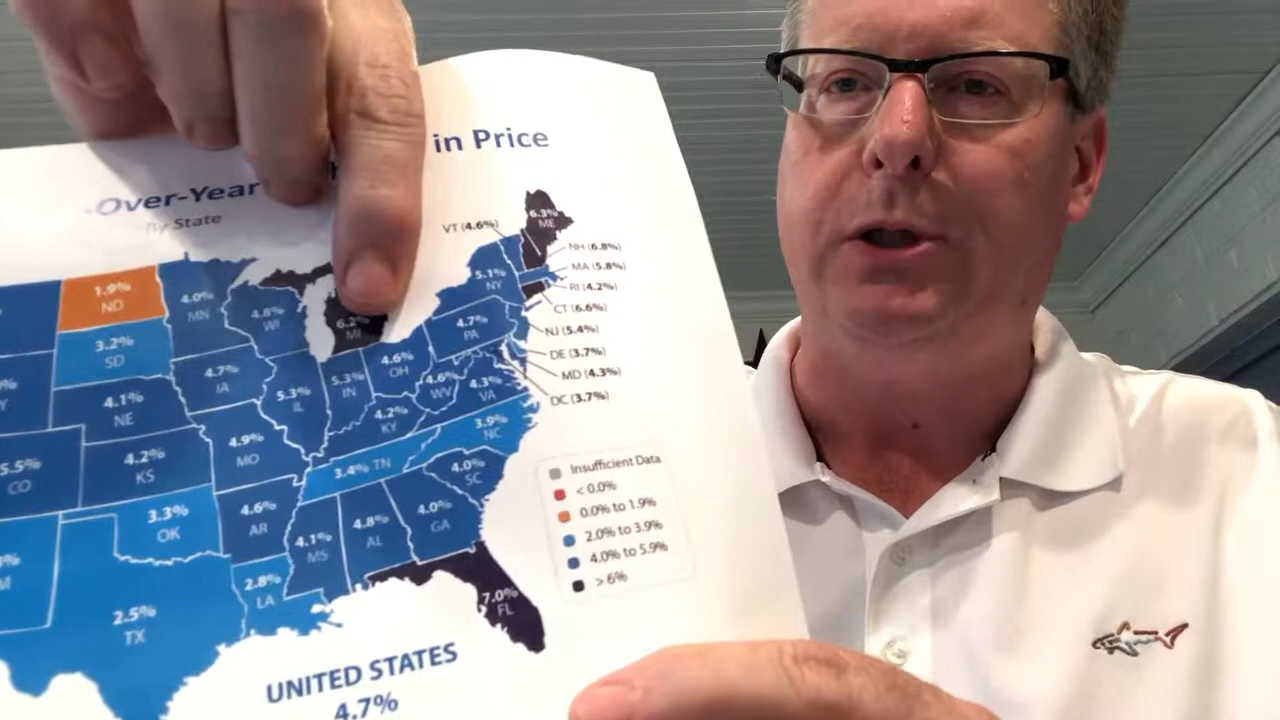 in Price
-Over-Year
By State
6.3%
ME
VT (4.6%)
NH (6.8%)
MA (5.8%)
RI (4.2%)
CT (6.6%)
NJ (5.4%)
DE (3.7%)
MD (4.3%)
DC (3.7%)
5.1%
NY
1.9%
ND
4.0%
MN
4.8%
WI
6.2%
MI
4.7%
PA
3.2%
SD
4.7%
IA
5.3%
IL
5.3%
IN
4.6%
OH
4.6%
WV
4.3%
VA
4.1%
NE
4.2%
KY
3.9%
NC
5.5%
CO
4.2%
KS
4.9%
MO
3.4% TN
4.0%
SC
3.3%
OK
4.6%
AR
4.1%
MS
4.8%
AL
4.0%
GA
2.5%
TX
2.8%
LA
7.0%
FL
Insufficient Data
< 0.0%
0.0% to 1.9%
2.0% to 3.9%
4.0% to 5.9%
> 6%
UNITED STATES
4.7%